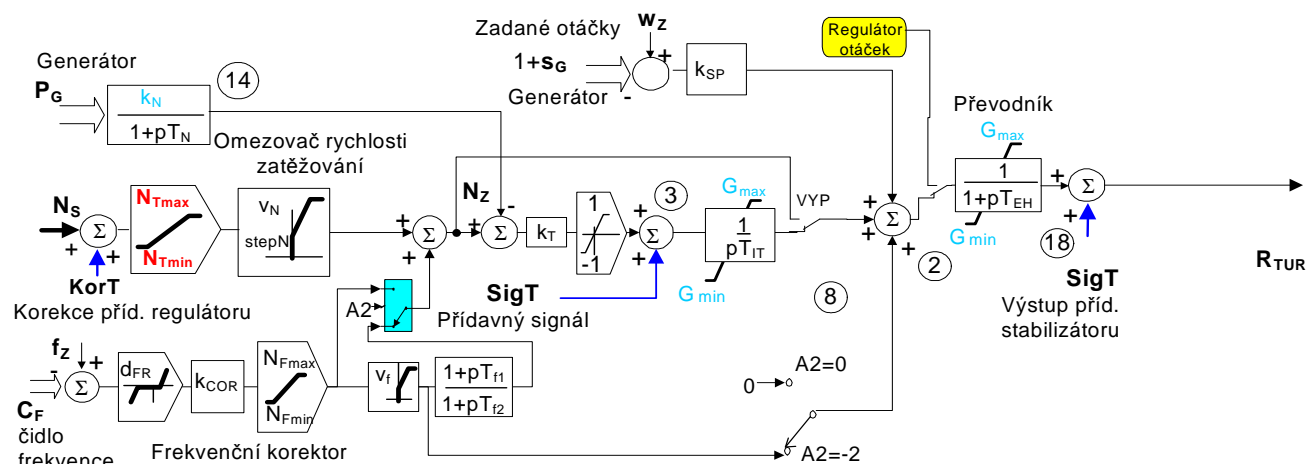 Generátor
P_G
k_N
1+pT_N
14
Zadané otáčky
w_Z
1+s_G
Generátor
+
-
k_SP
Regulátor
otáček
Převodník
G_max
1
1+pT_EH
G_min
+
Σ
+
18
SigT
Výstup příd.
stabilizátoru
R_TUR
Omezovač rychlosti
zatěžování
N_S
+
Σ
+
KorT
Korekce příd. regulátoru
N_Tmax
N_Tmin
v_N
stepN
+
Σ
+
N_Z
-
+
Σ
k_T
1
-1
+
Σ
+
3
SigT
Přídavný signál
G_max
1
pT_IT
G_min
VYP
+
+
Σ
+
2
8
A2
f_Z
+
-
Σ
C_F
čidlo
frekvence
d_FR
k_COR
N_Fmax
N_Fmin
Frekvenční korektor
v_f
1+pT_f1
1+pT_f2
0
A2=0
A2=-2